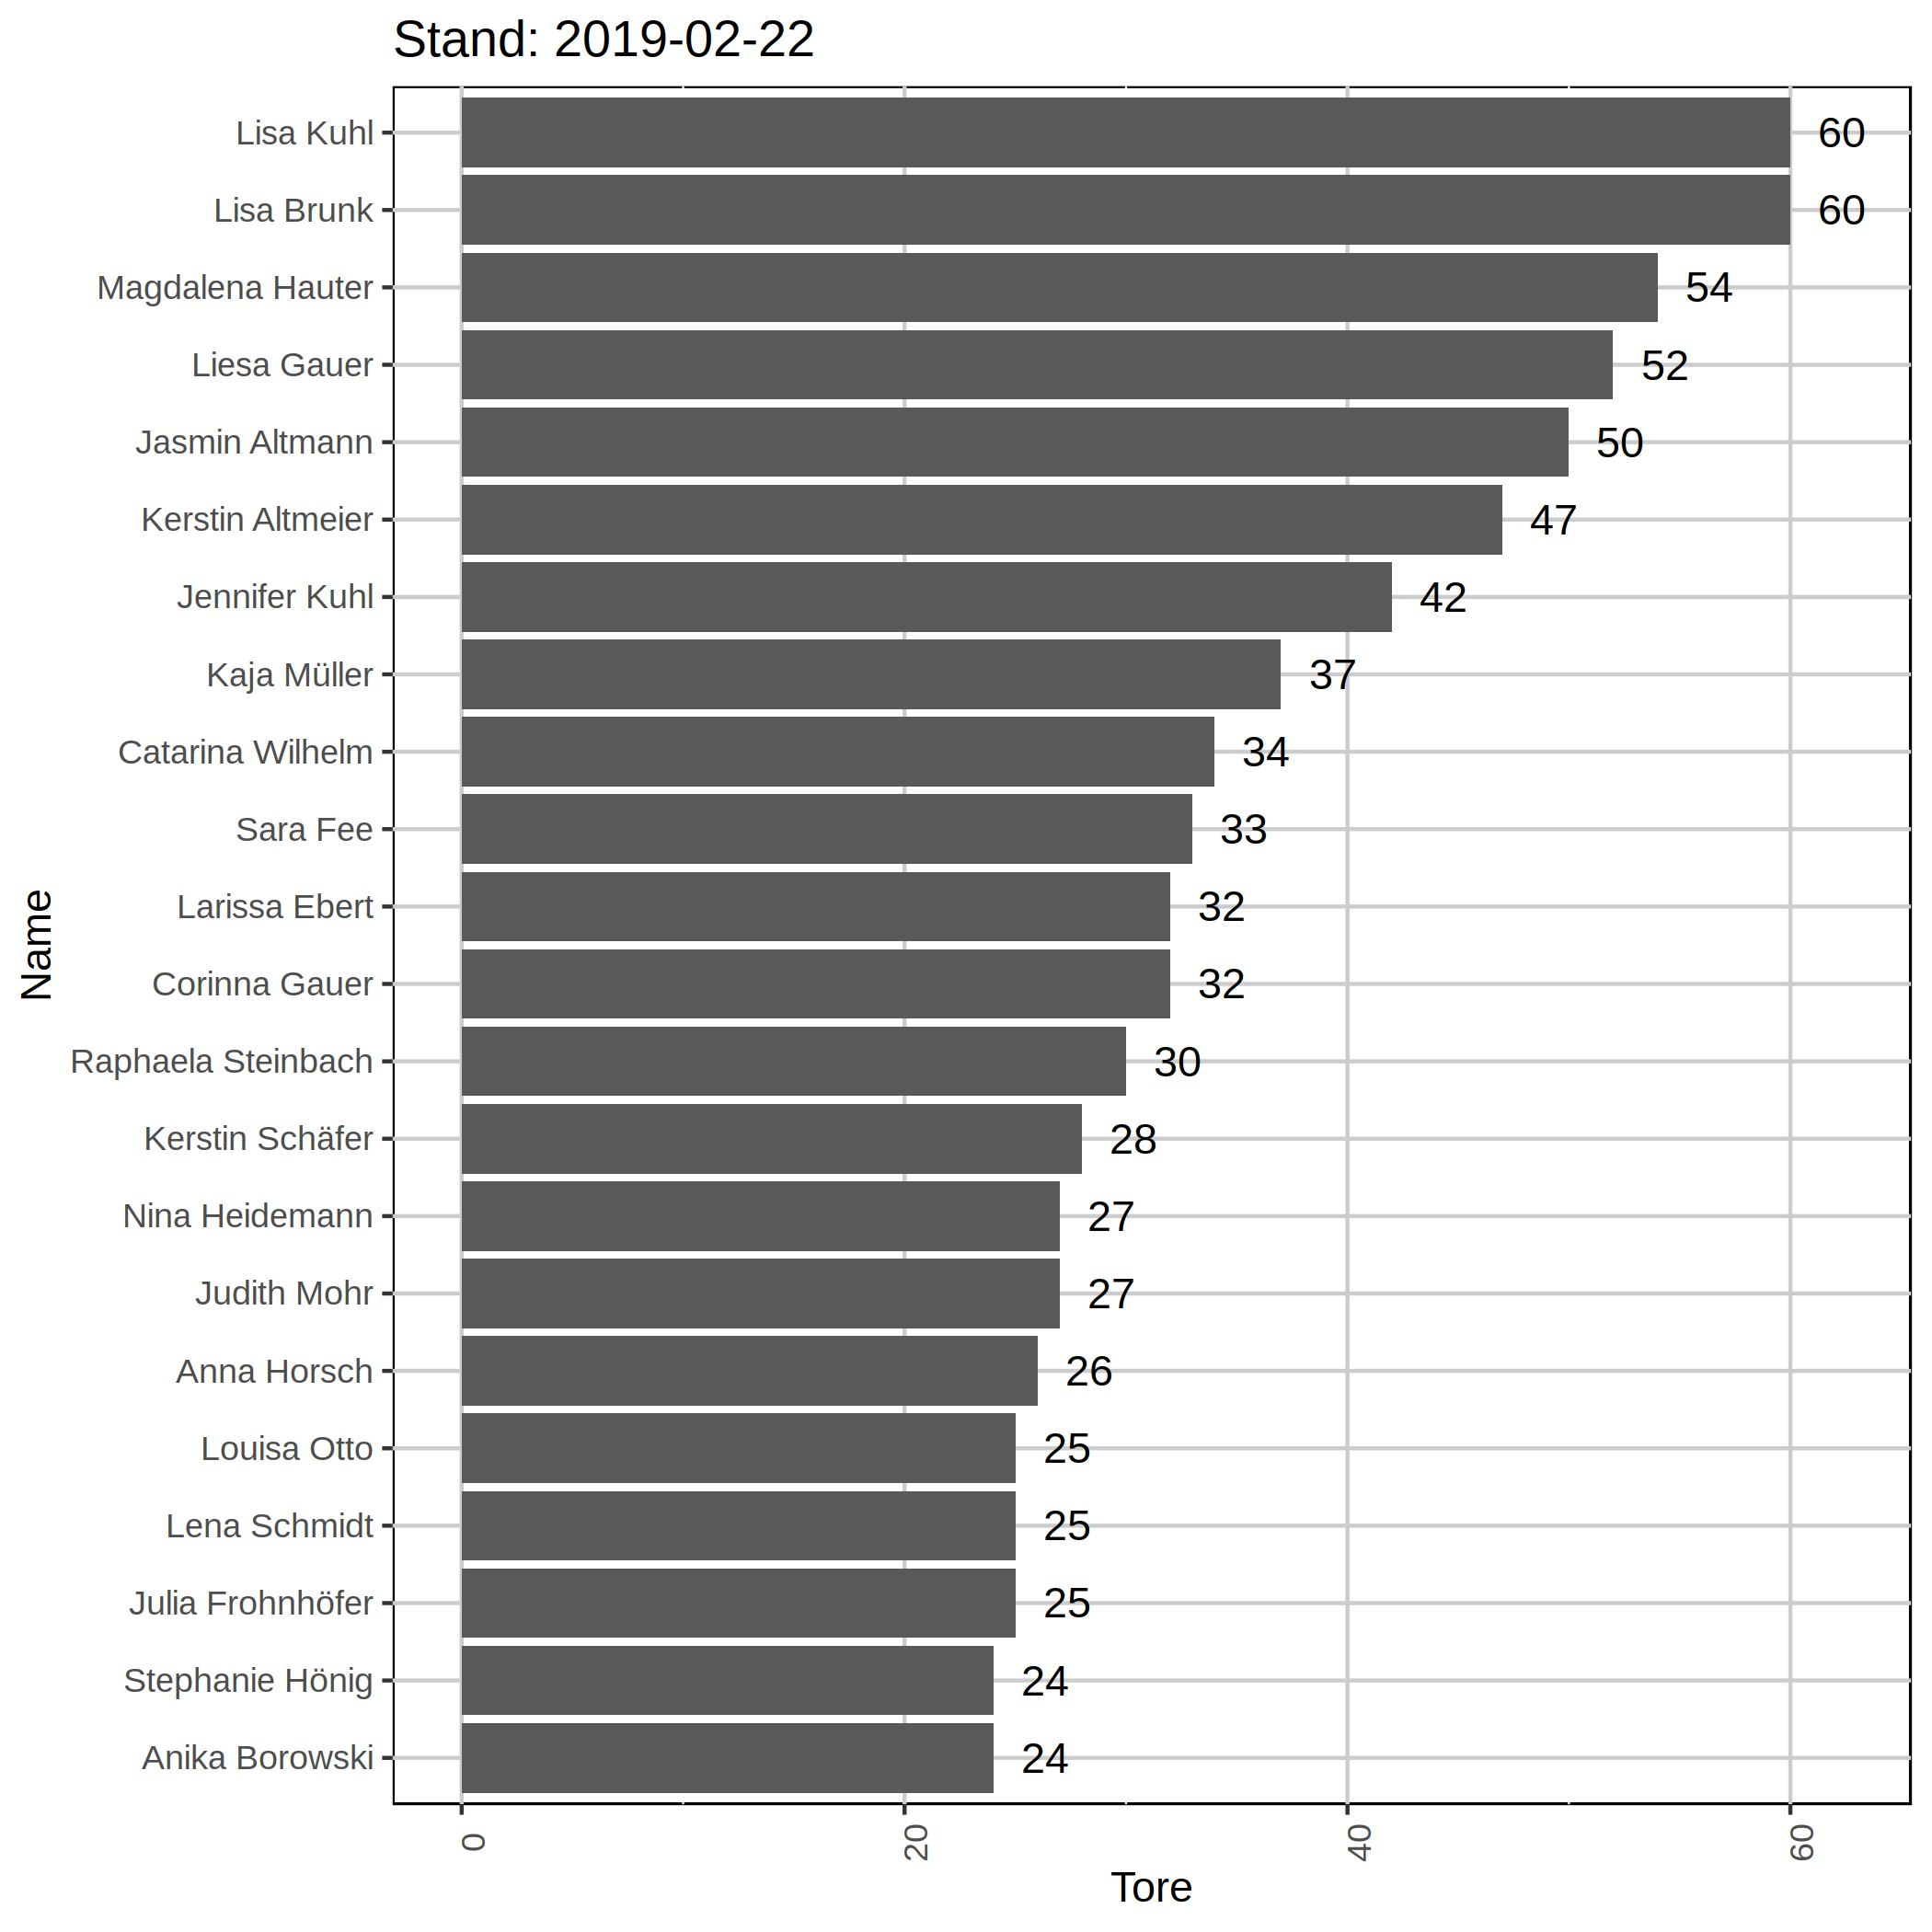 Stand: 2019-02-22
Lisa Kuhl 60
Lisa Brunk 60
Magdalena Hauter 54
Liesa Gauer 52
Jasmin Altmann 50
Kerstin Altmeier 47
Jennifer Kuhl 42
Kaja Müller 37
Catarina Wilhelm 34
Sara Fee 33
Larissa Ebert 32
Corinna Gauer 32
Raphaela Steinbach 30
Kerstin Schäfer 28
Nina Heidemann 27
Judith Mohr 27
Anna Horsch 26
Louisa Otto 25
Lena Schmidt 25
Julia Frohnhöfer 25
Stephanie Hönig 24
Anika Borowski 24
Name
0 20 40 60
Tore